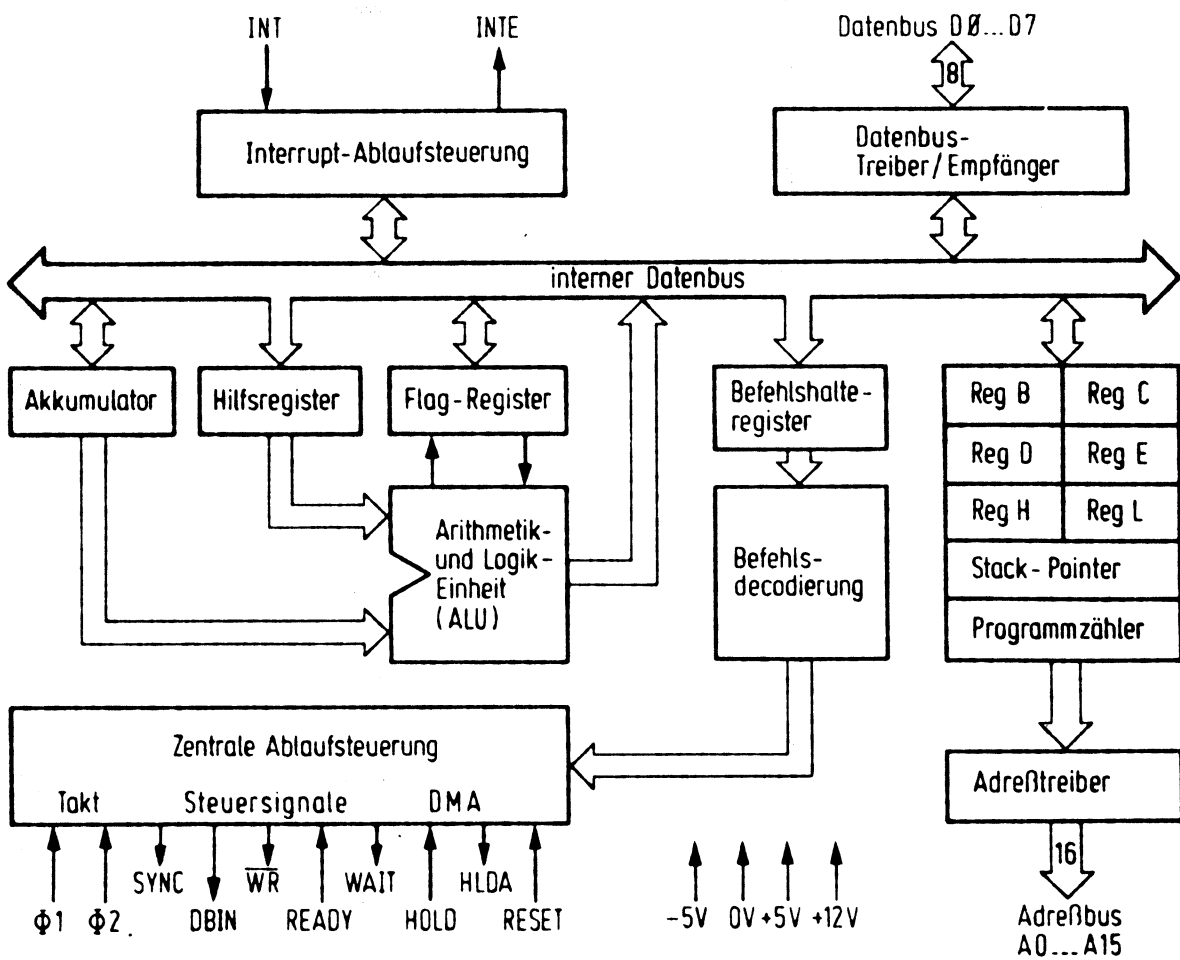 INT
INTE
Datenbus DØ...D7
8
Interrupt-Ablaufsteuerung
Datenbus-
Treiber/Empfänger
interner Datenbus
Akkumulator
Hilfsregister
Flag-Register
Befehlshalte-
register
Reg B
Reg C
Reg D
Reg E
Reg H
Reg L
Stack-Pointer
Programmzähler
Arithmetik-
und Logik-
Einheit
(ALU)
Befehls-
decodierung
Zentrale Ablaufsteuerung
Takt
Steuersignale
DMA
Adreßtreiber
16
SYNC
W̅R̅
WAIT
HLDA
Φ1
Φ2
DBIN
READY
HOLD
RESET
-5V
0V
+5V
+12V
Adreßbus
A0...A15